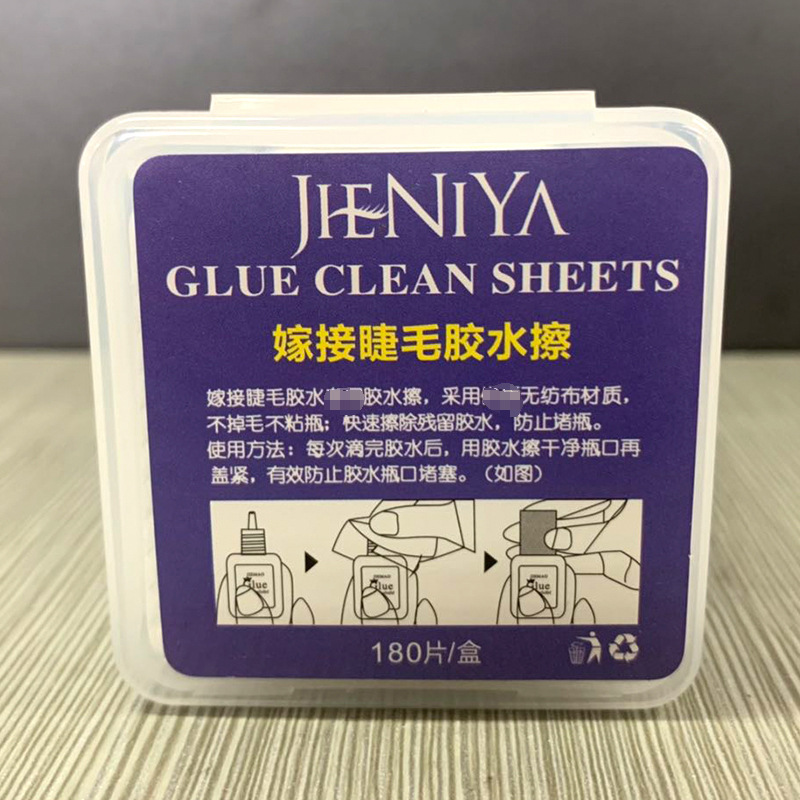 JIENIYA
GLUE CLEAN SHEETS
嫁接睫毛胶水擦
嫁接睫毛胶水 胶水擦，采用 无纺布材质，
不掉毛不粘瓶；快速擦除残留胶水，防止堵瓶。
使用方法：每次滴完胶水后，用胶水擦干净瓶口再
盖紧，有效防止胶水瓶口堵塞。（如图）
Glue
Glue
Glue
180片/盒